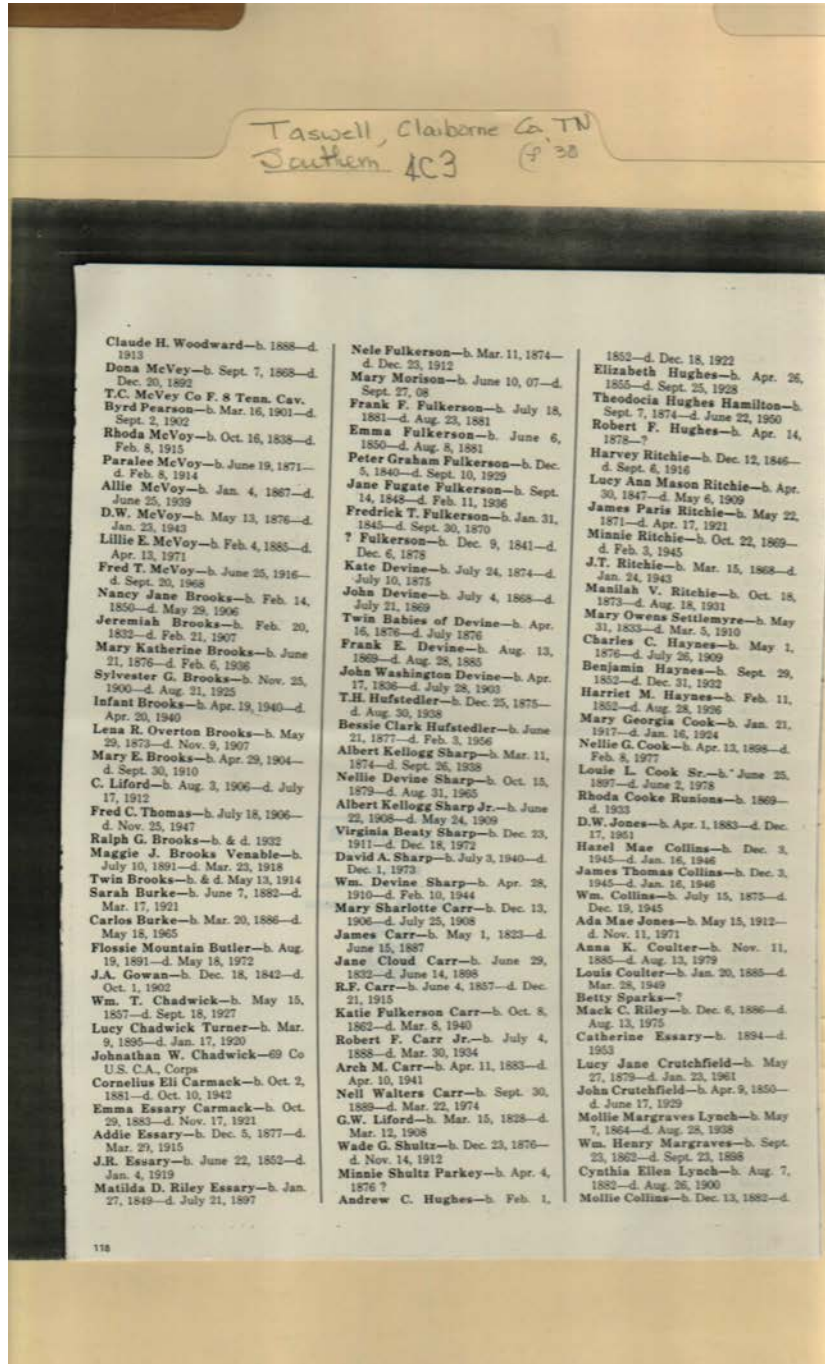 Taswell, Claiborne Co, TN
Southern 4C3 (f '38
Claude H. Woodward—b. 1888—d.
1913
Dona McVey—b. Sept. 7, 1868—d.
Dec. 20, 1892
T.C. McVey Co F. 8 Tenn. Cav.
Byrd Pearson—b. Mar. 16, 1901—d.
Sept. 2, 1902
Rhoda McVoy—b. Oct. 16, 1838—d.
Feb. 8, 1915
Paralee McVoy—b. June 19, 1871—
d. Feb. 8, 1914
Allie McVoy—b. Jan. 4, 1867—d.
June 25, 1939
D.W. McVoy—b. May 13, 1876—d.
Jan. 23, 1943
Lillie E. McVoy—b. Feb. 4, 1885—d.
Apr. 13, 1971
Fred T. McVoy—b. June 25, 1916—
d. Sept. 20, 1968
Nancy Jane Brooks—b. Feb. 14,
1850—d. May 29, 1906
Jeremiah Brooks—b. Feb. 20,
1832—d. Feb. 21, 1907
Mary Katherine Brooks—b. June
21, 1876—d. Feb. 6, 1936
Sylvester G. Brooks—b. Nov. 25,
1900—d. Aug. 21, 1925
Infant Brooks—b. Apr. 19, 1940—d.
Apr. 20, 1940
Lena R. Overton Brooks—b. May
29, 1873—d. Nov. 9, 1907
Mary E. Brooks—b. Apr. 29, 1904—
d. Sept. 30, 1910
C. Liford—b. Aug. 3, 1906—d. July
17, 1912
Fred C. Thomas—b. July 18, 1906—
d. Nov. 25, 1947
Ralph G. Brooks—b. & d. 1932
Maggie J. Brooks Venable—b.
July 10, 1891—d. Mar. 23, 1918
Twin Brooks—b. & d. May 13, 1914
Sarah Burke—b. June 7, 1882—d.
Mar. 17, 1921
Carlos Burke—b. Mar. 20, 1886—d.
May 18, 1965
Flossie Mountain Butler—b. Aug.
19, 1891—d. May 18, 1972
J.A. Gowan—b. Dec. 18, 1842—d.
Oct. 1, 1902
Wm. T. Chadwick—b. May 15,
1857—d. Sept. 18, 1927
Lucy Chadwick Turner—b. Mar.
9, 1895—d. Jan. 17, 1920
Johnathan W. Chadwick—69 Co
U.S. C.A., Corps
Cornelius Eli Carmack—b. Oct. 2,
1881—d. Oct. 10, 1942
Emma Essary Carmack—b. Oct.
29, 1883—d. Nov. 17, 1921
Addie Essary—b. Dec. 5, 1877—d.
Mar. 29, 1915
J.R. Essary—b. June 22, 1852—d.
Jan. 4, 1919
Matilda D. Riley Essary—b. Jan.
27, 1849—d. July 21, 1897
Nele Fulkerson—b. Mar. 11, 1874—
d. Dec. 23, 1912
Mary Morison—b. June 10, 07—d.
Sept. 27, 08
Frank F. Fulkerson—b. July 18,
1881—d. Aug. 23, 1881
Emma Fulkerson—b. June 6,
1850—d. Aug. 8, 1881
Peter Graham Fulkerson—b. Dec.
5, 1840—d. Sept. 10, 1929
Jane Fugate Fulkerson—b. Sept.
14, 1848—d. Feb. 11, 1936
Fredrick T. Fulkerson—b. Jan. 31,
1845—d. Sept. 30, 1870
? Fulkerson—b. Dec. 9, 1841—d.
Dec. 6, 1878
Kate Devine—b. July 24, 1874—d.
July 10, 1875
John Devine—b. July 4, 1868—d.
July 21, 1869
Twin Babies of Devine—b. Apr.
16, 1876—d. July 1876
Frank E. Devine—b. Aug. 13,
1869—d. Aug. 28, 1885
John Washington Devine—b. Apr.
17, 1836—d. July 28, 1903
T.H. Hufstedler—b. Dec. 25, 1875—
d. Aug. 30, 1938
Bessie Clark Hufstedler—b. June
21, 1877—d. Feb. 3, 1956
Albert Kellogg Sharp—b. Mar. 11,
1874—d. Sept. 26, 1938
Nellie Devine Sharp—b. Oct. 15,
1879—d. Aug. 31, 1965
Albert Kellogg Sharp Jr.—b. June
22, 1908—d. May 24, 1909
Virginia Beaty Sharp—b. Dec. 23,
1911—d. Dec. 18, 1972
David A. Sharp—b. July 3, 1940—d.
Dec. 1, 1973
Wm. Devine Sharp—b. Apr. 28,
1910—d. Feb. 10, 1944
Mary Sharlotte Carr—b. Dec. 13,
1906—d. July 25, 1908
James Carr—b. May 1, 1823—d.
June 15, 1887
Jane Cloud Carr—b. June 29,
1832—d. June 14, 1898
R.F. Carr—b. June 4, 1857—d. Dec.
21, 1915
Katie Fulkerson Carr—b. Oct. 8,
1862—d. Mar. 8, 1940
Robert F. Carr Jr.—b. July 4,
1888—d. Mar. 30, 1934
Arch M. Carr—b. Apr. 11, 1883—d.
Apr. 10, 1941
Nell Walters Carr—b. Sept. 30,
1889—d. Mar. 22, 1974
G.W. Liford—b. Mar. 15, 1828—d.
Mar. 12, 1908
Wade G. Shultz—b. Dec. 23, 1876—
d. Nov. 14, 1912
Minnie Shultz Parkey—b. Apr. 4,
1876 ?
Andrew C. Hughes—b. Feb. 1,
1852—d. Dec. 18, 1922
Elizabeth Hughes—b. Apr. 26,
1855—d. Sept. 25, 1928
Theodocia Hughes Hamilton—b.
Sept. 7, 1874—d. June 22, 1950
Robert F. Hughes—b. Apr. 14,
1878—?
Harvey Ritchie—b. Dec. 12, 1846—
d. Sept. 6, 1916
Lucy Ann Mason Ritchie—b. Apr.
30, 1847—d. May 6, 1909
James Paris Ritchie—b. May 22,
1871—d. Apr. 17, 1921
Minnie Ritchie—b. Oct. 22, 1869—
d. Feb. 3, 1945
J.T. Ritchie—b. Mar. 15, 1868—d.
Jan. 24, 1943
Manilah V. Ritchie—b. Oct. 18,
1873—d. Aug. 18, 1931
Mary Owens Settlemyre—b. May
31, 1833—d. Mar. 5, 1910
Charles C. Haynes—b. May 1,
1876—d. July 26, 1909
Benjamin Haynes—b. Sept. 29,
1852—d. Dec. 31, 1932
Harriet M. Haynes—b. Feb. 11,
1852—d. Aug. 28, 1926
Mary Georgia Cook—b. Jan. 21,
1917—d. Jan. 16, 1924
Nellie G. Cook—b. Apr. 13, 1898—d.
Feb. 8, 1977
Louie L. Cook Sr.—b. June 25,
1897—d. June 2, 1978
Rhoda Cooke Runions—b. 1869—
d. 1933
D.W. Jones—b. Apr. 1, 1883—d. Dec.
17, 1951
Hazel Mae Collins—b. Dec. 3,
1945—d. Jan. 16, 1946
James Thomas Collins—b. Dec. 3,
1945—d. Jan. 16, 1946
Wm. Collins—b. July 15, 1875—d.
Dec. 19, 1945
Ada Mae Jones—b. May 15, 1912—
d. Nov. 11, 1971
Anna K. Coulter—b. Nov. 11,
1885—d. Aug. 13, 1979
Louis Coulter—b. Jan. 20, 1885—d.
Mar. 28, 1949
Betty Sparks—?
Mack C. Riley—b. Dec. 6, 1886—d.
Aug. 13, 1975
Catherine Essary—b. 1894—d.
1953
Lucy Jane Crutchfield—b. May
27, 1879—d. Jan. 23, 1961
John Crutchfield—b. Apr. 9, 1850—
d. June 17, 1929
Mollie Margraves Lynch—b. May
7, 1864—d. Aug. 28, 1938
Wm. Henry Margraves—b. Sept.
23, 1862—d. Sept. 23, 1898
Cynthia Ellen Lynch—b. Aug. 7,
1882—d. Aug. 26, 1900
Mollie Collins—b. Dec. 13, 1882—d.
118